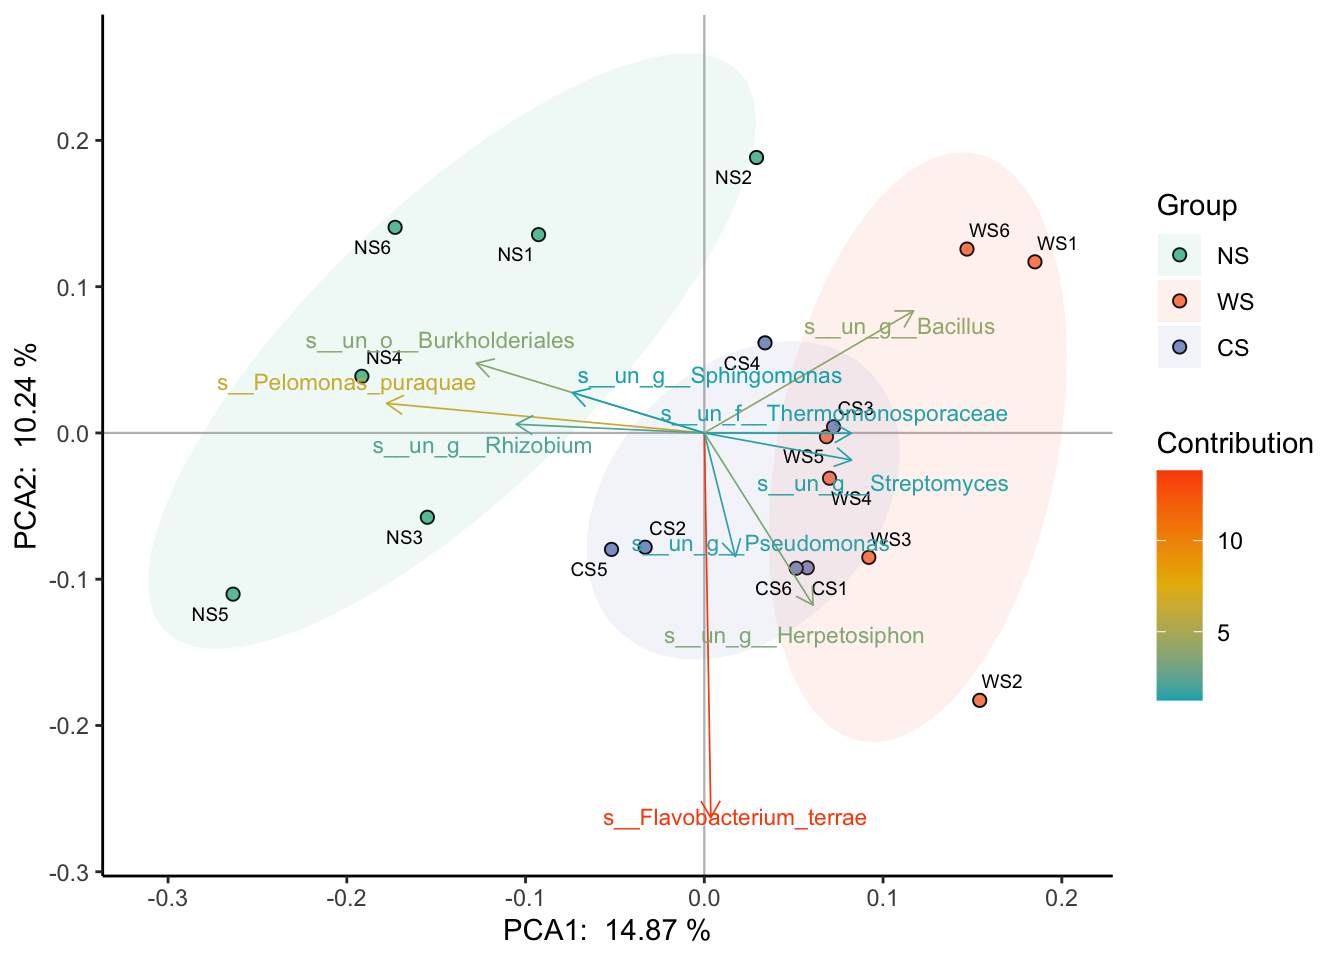 0.2
0.1
0.0
-0.1
-0.2
-0.3
PCA2:  10.24 %
-0.3
-0.2
-0.1
0.0
0.1
0.2
PCA1:  14.87 %
NS2
NS6
NS1
WS6
WS1
s__un_g__Bacillus
s__un_o__Burkholderiales
NS4
CS4
s__Pelomonas_puraquae
s__un_g__Sphingomonas
CS3
s__un_f__Thermomonosporaceae
s__un_g__Rhizobium
WS5
s__un_g__Streptomyces
WS4
NS3
CS2
WS3
s__un_g__Pseudomonas
CS5
CS6
CS1
NS5
s__un_g__Herpetosiphon
WS2
s__Flavobacterium_terrae
Group
NS
WS
CS
Contribution
10
5